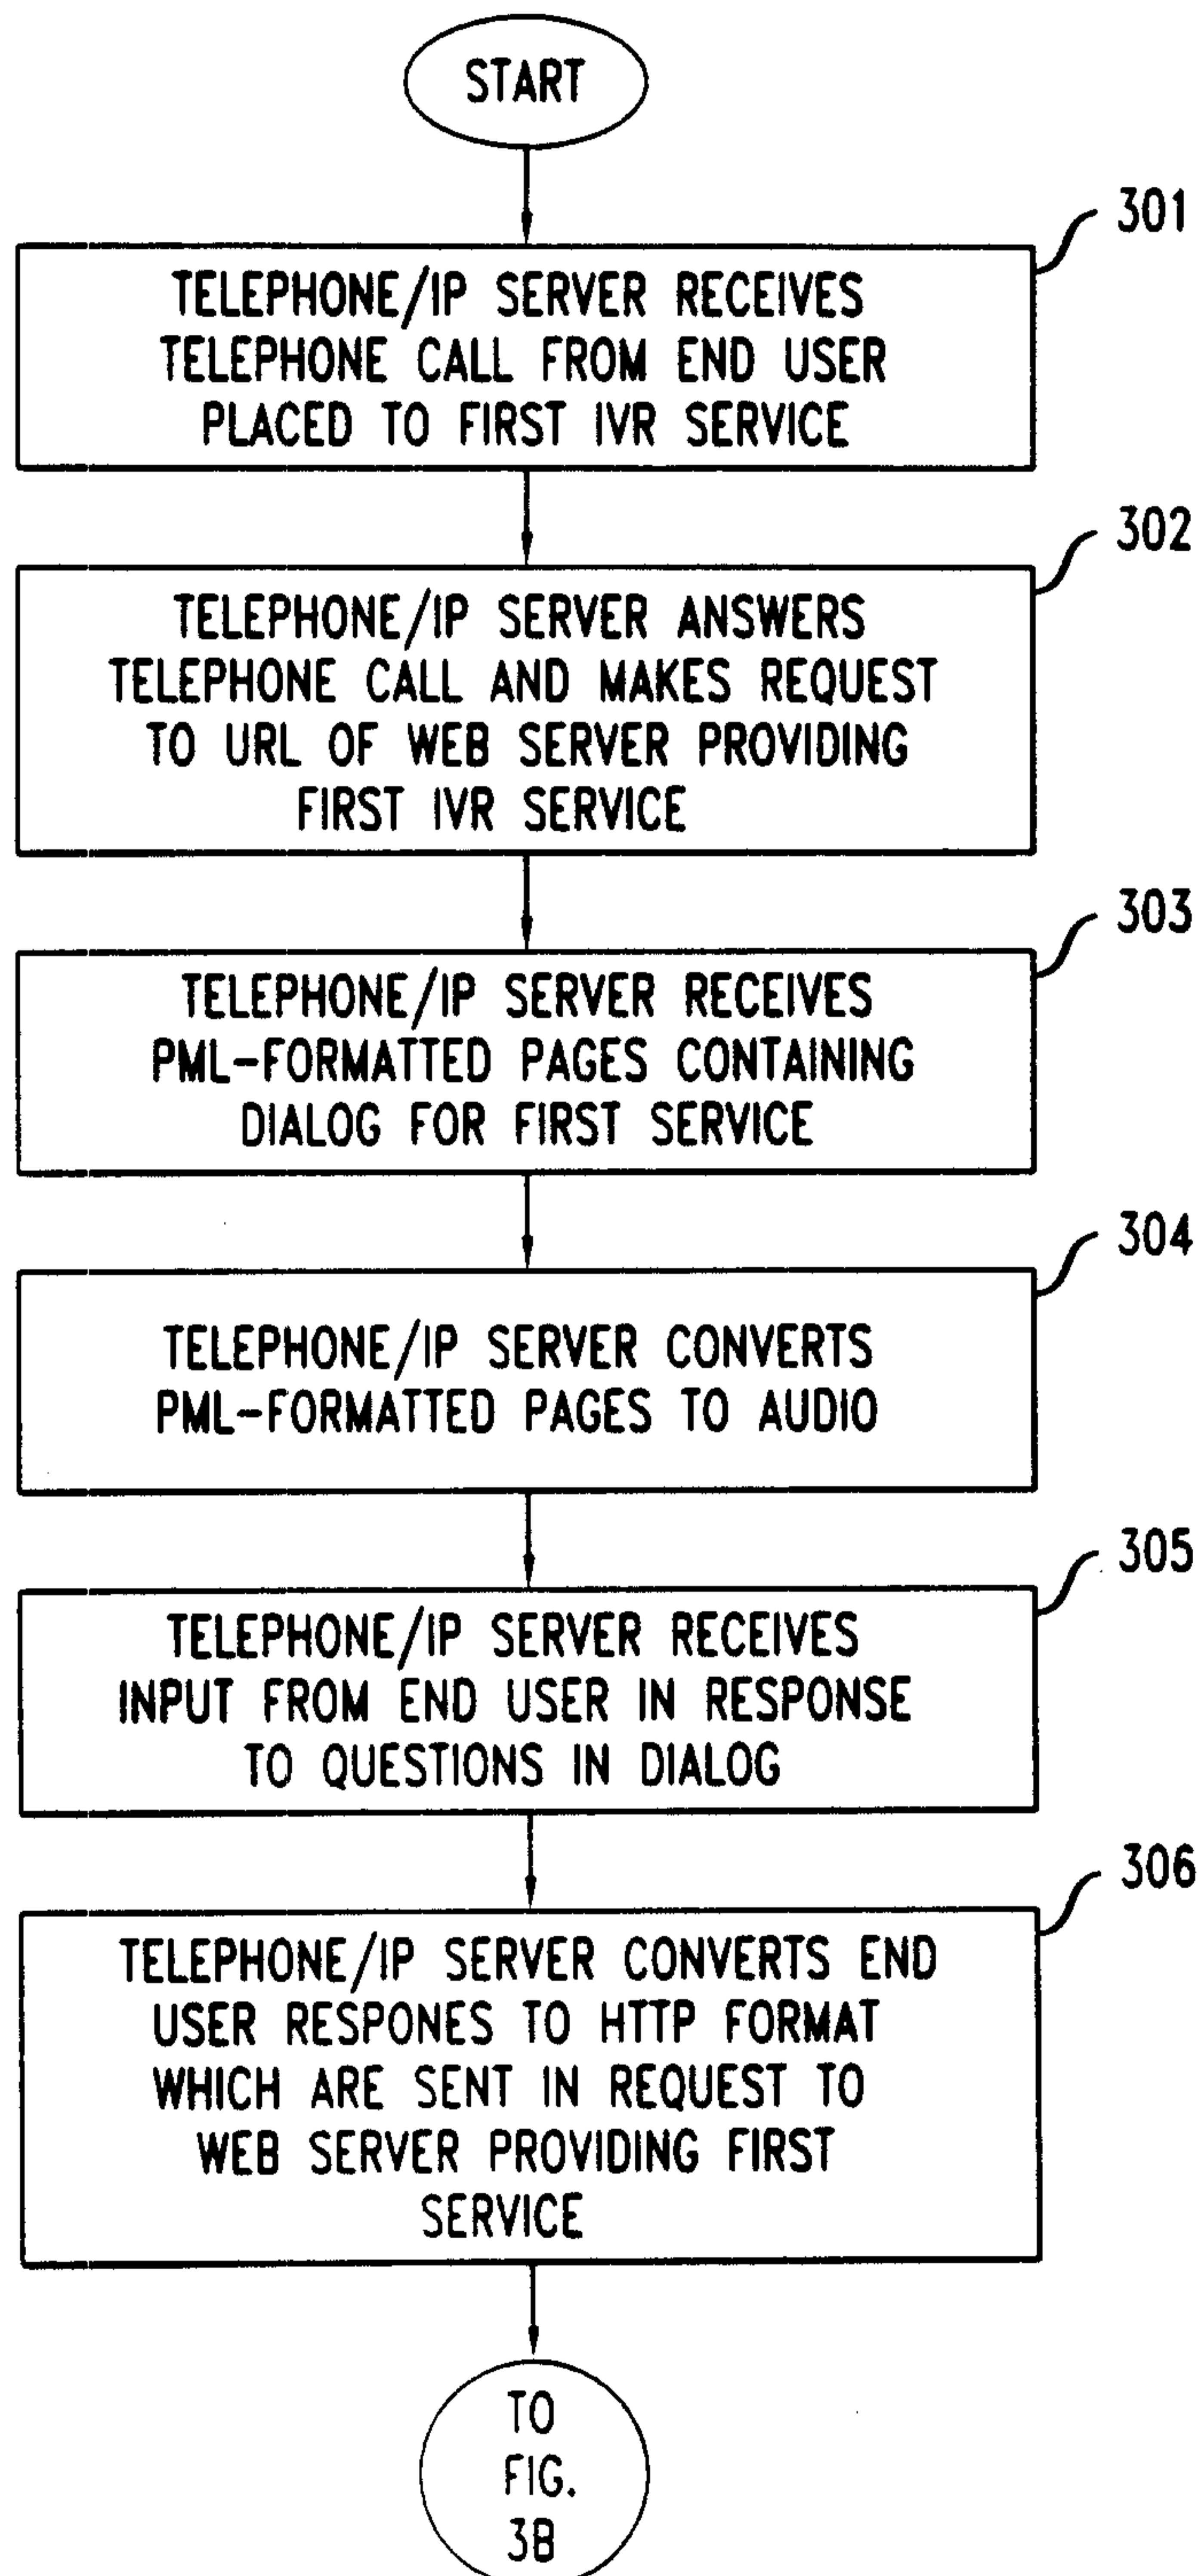 START
301
TELEPHONE/IP SERVER RECEIVES
TELEPHONE CALL FROM END USER
PLACED TO FIRST IVR SERVICE
302
TELEPHONE/IP SERVER ANSWERS
TELEPHONE CALL AND MAKES REQUEST
TO URL OF WEB SERVER PROVIDING
FIRST IVR SERVICE
303
TELEPHONE/IP SERVER RECEIVES
PML-FORMATTED PAGES CONTAINING
DIALOG FOR FIRST SERVICE
304
TELEPHONE/IP SERVER CONVERTS
PML-FORMATTED PAGES TO AUDIO
305
TELEPHONE/IP SERVER RECEIVES
INPUT FROM END USER IN RESPONSE
TO QUESTIONS IN DIALOG
306
TELEPHONE/IP SERVER CONVERTS END
USER RESPONES TO HTTP FORMAT
WHICH ARE SENT IN REQUEST TO
WEB SERVER PROVIDING FIRST
SERVICE
TO
FIG.
3B